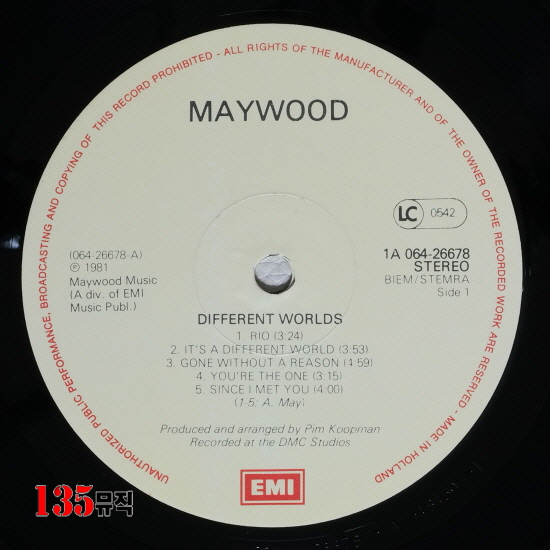 UNAUTHORIZED PUBLIC PERFORMANCE, BROADCASTING AND COPYING OF THIS RECORD PROHIBITED - ALL RIGHTS OF THE MANUFACTURER AND OF THE OWNER OF THE RECORDED WORK ARE RESERVED - MADE IN HOLLAND
MAYWOOD
LC 0542
(064-26678-A)
℗ 1981
Maywood Music
(A div. of EMI
Music Publ.)
1A 064-26678
STEREO
BIEM/STEMRA
Side 1
DIFFERENT WORLDS
1. RIO (3:24)
2. IT'S A DIFFERENT WORLD (3:53)
3. GONE WITHOUT A REASON (4:59)
4. YOU'RE THE ONE (3:15)
5. SINCE I MET YOU (4:00)
(1-5: A. May)
Produced and arranged by Pim Koopman
Recorded at the DMC Studios
EMI
135뮤직